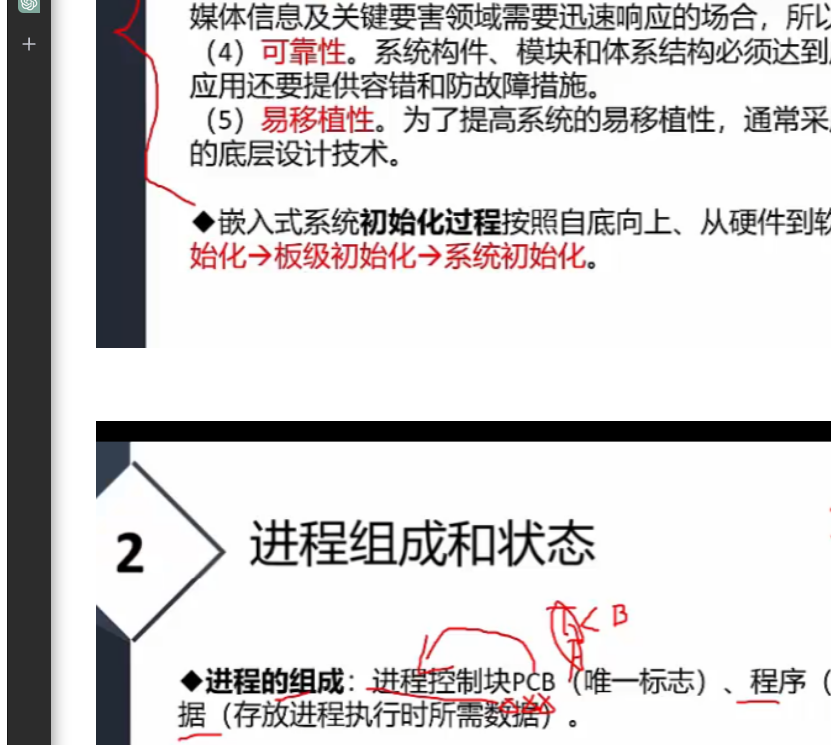 媒体信息及关键要害领域需要迅速响应的场合，所以
（4）可靠性。系统构件、模块和体系结构必须达到
应用还要提供容错和防故障措施。
（5）易移植性。为了提高系统的易移植性，通常采
的底层设计技术。
◆嵌入式系统初始化过程按照自底向上、从硬件到软
始化→板级初始化→系统初始化。
2
进程组成和状态
B
◆进程的组成：进程控制块PCB（唯一标志）、程序（
据（存放进程执行时所需数据）。